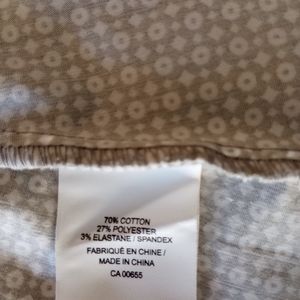 70% COTTON
27% POLYESTER
3% ELASTANE / SPANDEX
FABRIQUÉ EN CHINE /
MADE IN CHINA
CA 00655